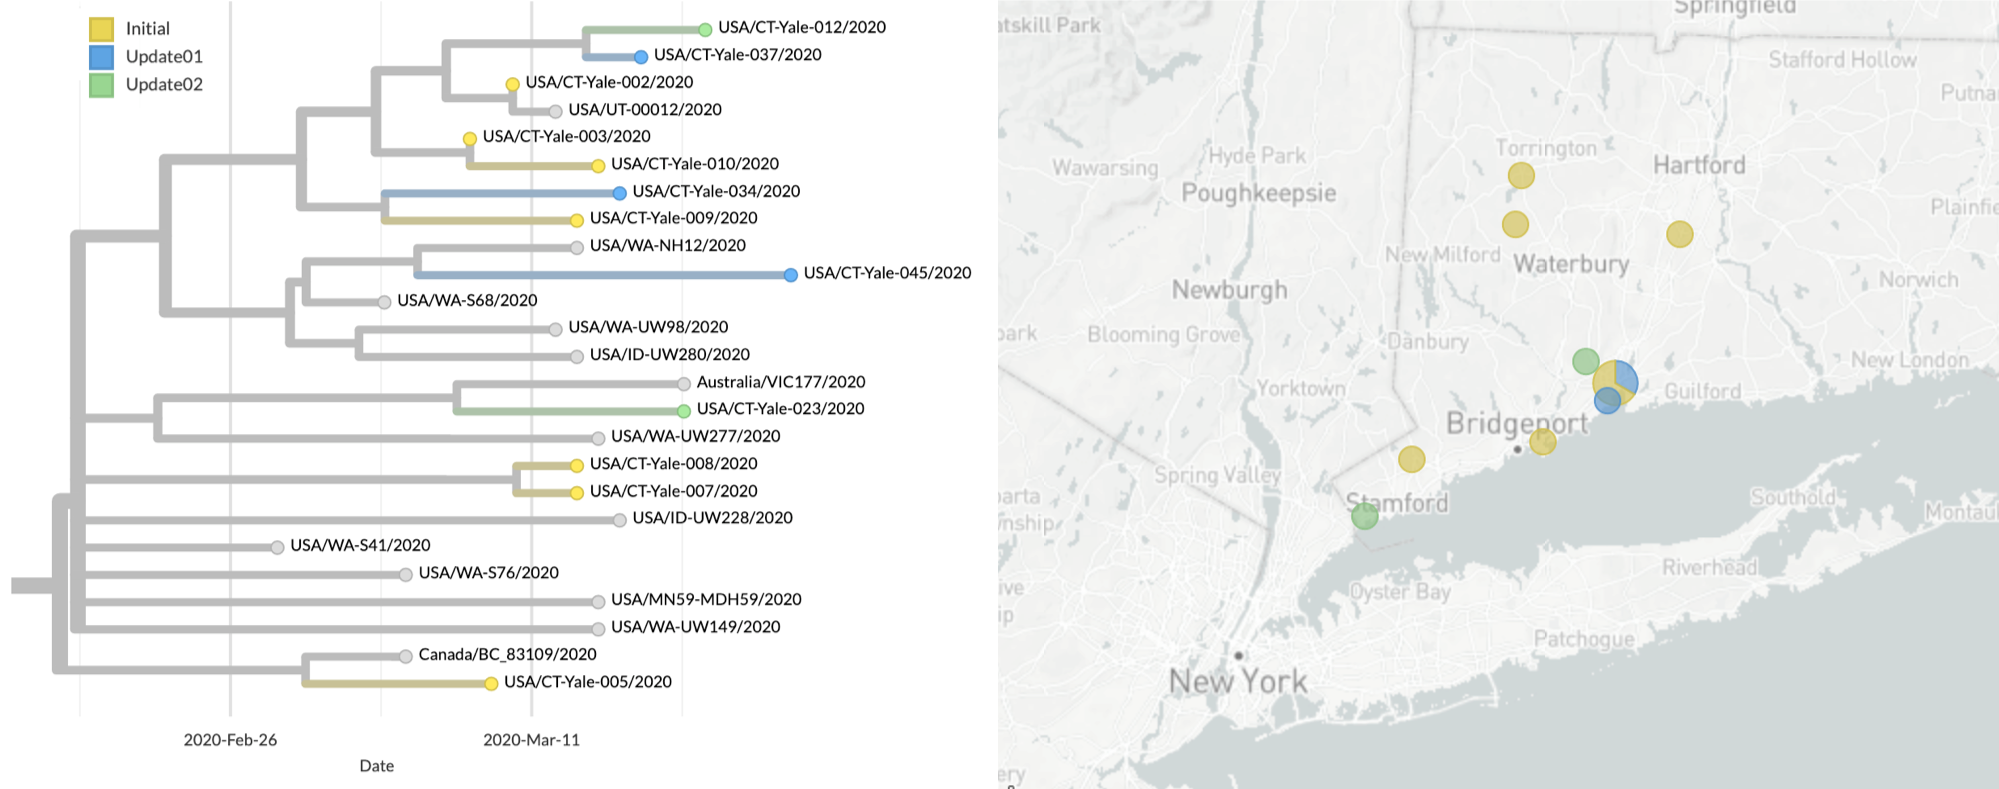 Initial
Update01
Update02
USA/CT-Yale-012/2020
USA/CT-Yale-037/2020
USA/CT-Yale-002/2020
USA/UT-00012/2020
USA/CT-Yale-003/2020
USA/CT-Yale-010/2020
USA/CT-Yale-034/2020
USA/CT-Yale-009/2020
USA/WA-NH12/2020
USA/CT-Yale-045/2020
USA/WA-S68/2020
USA/WA-UW98/2020
USA/ID-UW280/2020
Australia/VIC177/2020
USA/CT-Yale-023/2020
USA/WA-UW277/2020
USA/CT-Yale-008/2020
USA/CT-Yale-007/2020
USA/ID-UW228/2020
USA/WA-S41/2020
USA/WA-S76/2020
USA/MN59-MDH59/2020
USA/WA-UW149/2020
Canada/BC_83109/2020
USA/CT-Yale-005/2020
2020-Feb-26
2020-Mar-11
Date
Springfield
atskill Park
Stafford Hollow
Putna
Torrington
Hyde Park
Hartford
Wawarsing
Poughkeepsie
Plainfie
New Milford
Waterbury
Norwich
Newburgh
park
Blooming Grove
Danbury
New London
Yorktown
Guilford
Bridgeport
Spring Valley
arta
nship
Stamford
Southold
Montau
Riverhead
ive
ip
Oyster Bay
Patchogue
New York
ery